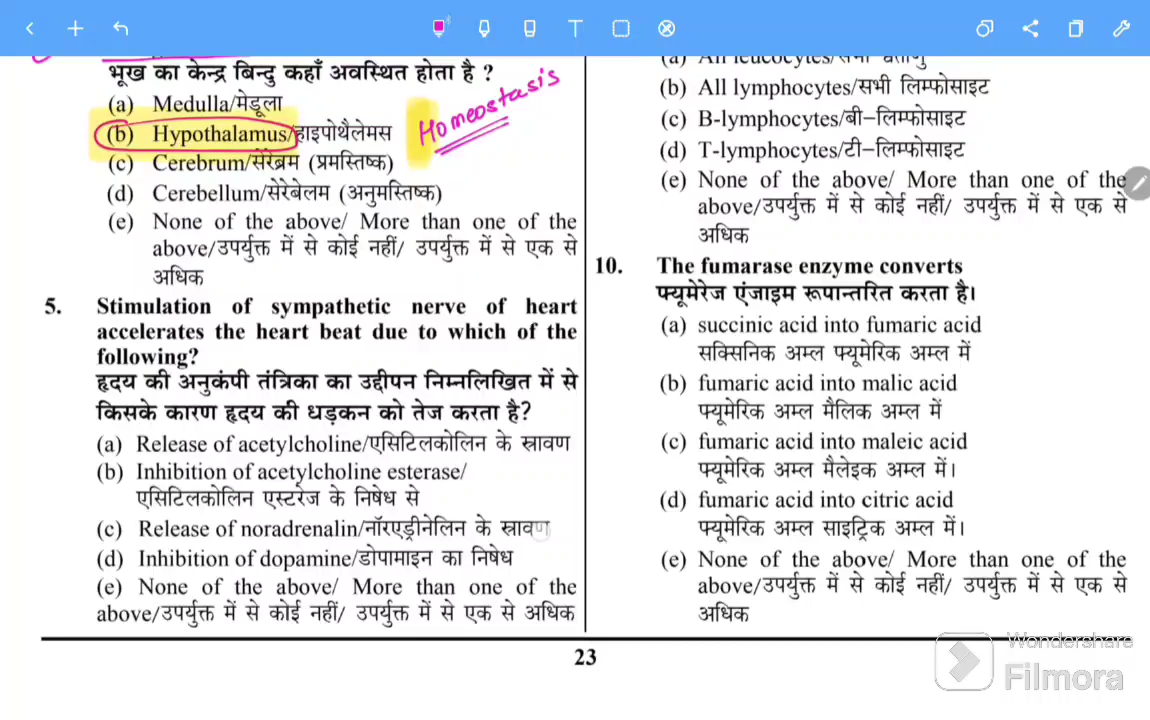 भूख का केन्द्र बिन्दु कहाँ अवस्थित होता है ?
(a) Medulla/मेडूला
(b) Hypothalamus/हाइपोथैलेमस
Homeostasis
(c) Cerebrum/सेरेब्रम (प्रमस्तिष्क)
(d) Cerebellum/सेरेबेलम (अनुमस्तिष्क)
(e) None of the above/ More than one of the
above/उपर्युक्त में से कोई नहीं/ उपर्युक्त में से एक से
अधिक
5. Stimulation of sympathetic nerve of heart
accelerates the heart beat due to which of the
following?
हृदय की अनुकंपी तंत्रिका का उद्दीपन निम्नलिखित में से
किसके कारण हृदय की धड़कन को तेज करता है?
(a) Release of acetylcholine/एसिटिलकोलिन के स्रावण
(b) Inhibition of acetylcholine esterase/
एसिटिलकोलिन एस्टरेज के निषेध से
(c) Release of noradrenalin/नॉरएड्रीनेलिन के स्रावण
(d) Inhibition of dopamine/डोपामाइन का निषेध
(e) None of the above/ More than one of the
above/उपर्युक्त में से कोई नहीं/ उपर्युक्त में से एक से अधिक
(a) All leucocytes/सभी
(b) All lymphocytes/सभी लिम्फोसाइट
(c) B-lymphocytes/बी–लिम्फोसाइट
(d) T-lymphocytes/टी–लिम्फोसाइट
(e) None of the above/ More than one of the
above/उपर्युक्त में से कोई नहीं/ उपर्युक्त में से एक से
अधिक
10. The fumarase enzyme converts
फ्यूमेरेज एंजाइम रूपान्तरित करता है।
(a) succinic acid into fumaric acid
सक्सिनिक अम्ल फ्यूमेरिक अम्ल में
(b) fumaric acid into malic acid
फ्यूमेरिक अम्ल मैलिक अम्ल में
(c) fumaric acid into maleic acid
फ्यूमेरिक अम्ल मैलेइक अम्ल में।
(d) fumaric acid into citric acid
फ्यूमेरिक अम्ल साइट्रिक अम्ल में।
(e) None of the above/ More than one of the
above/उपर्युक्त में से कोई नहीं/ उपर्युक्त में से एक से
अधिक
23
Wondershare
Filmora